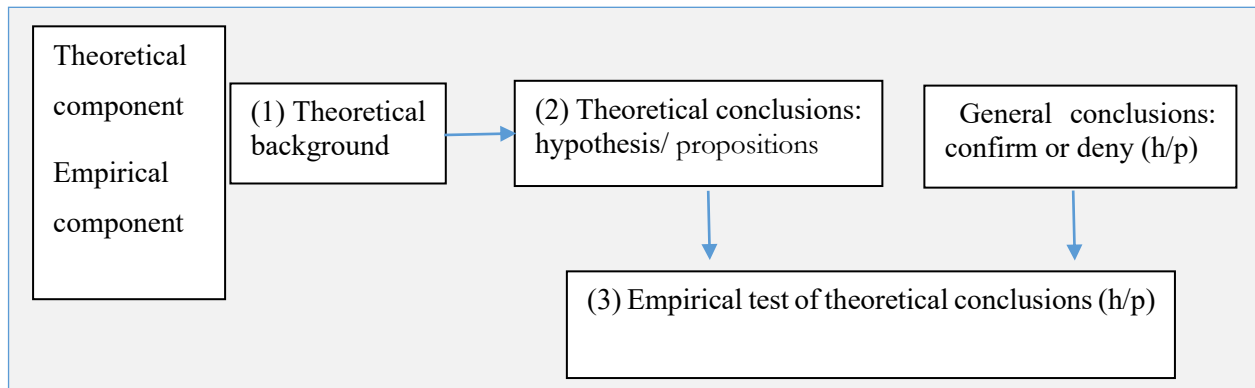 Theoretical
component
Empirical
component
(1) Theoretical
background
(2) Theoretical conclusions:
hypothesis/ propositions
General conclusions:
confirm or deny (h/p)
(3) Empirical test of theoretical conclusions (h/p)